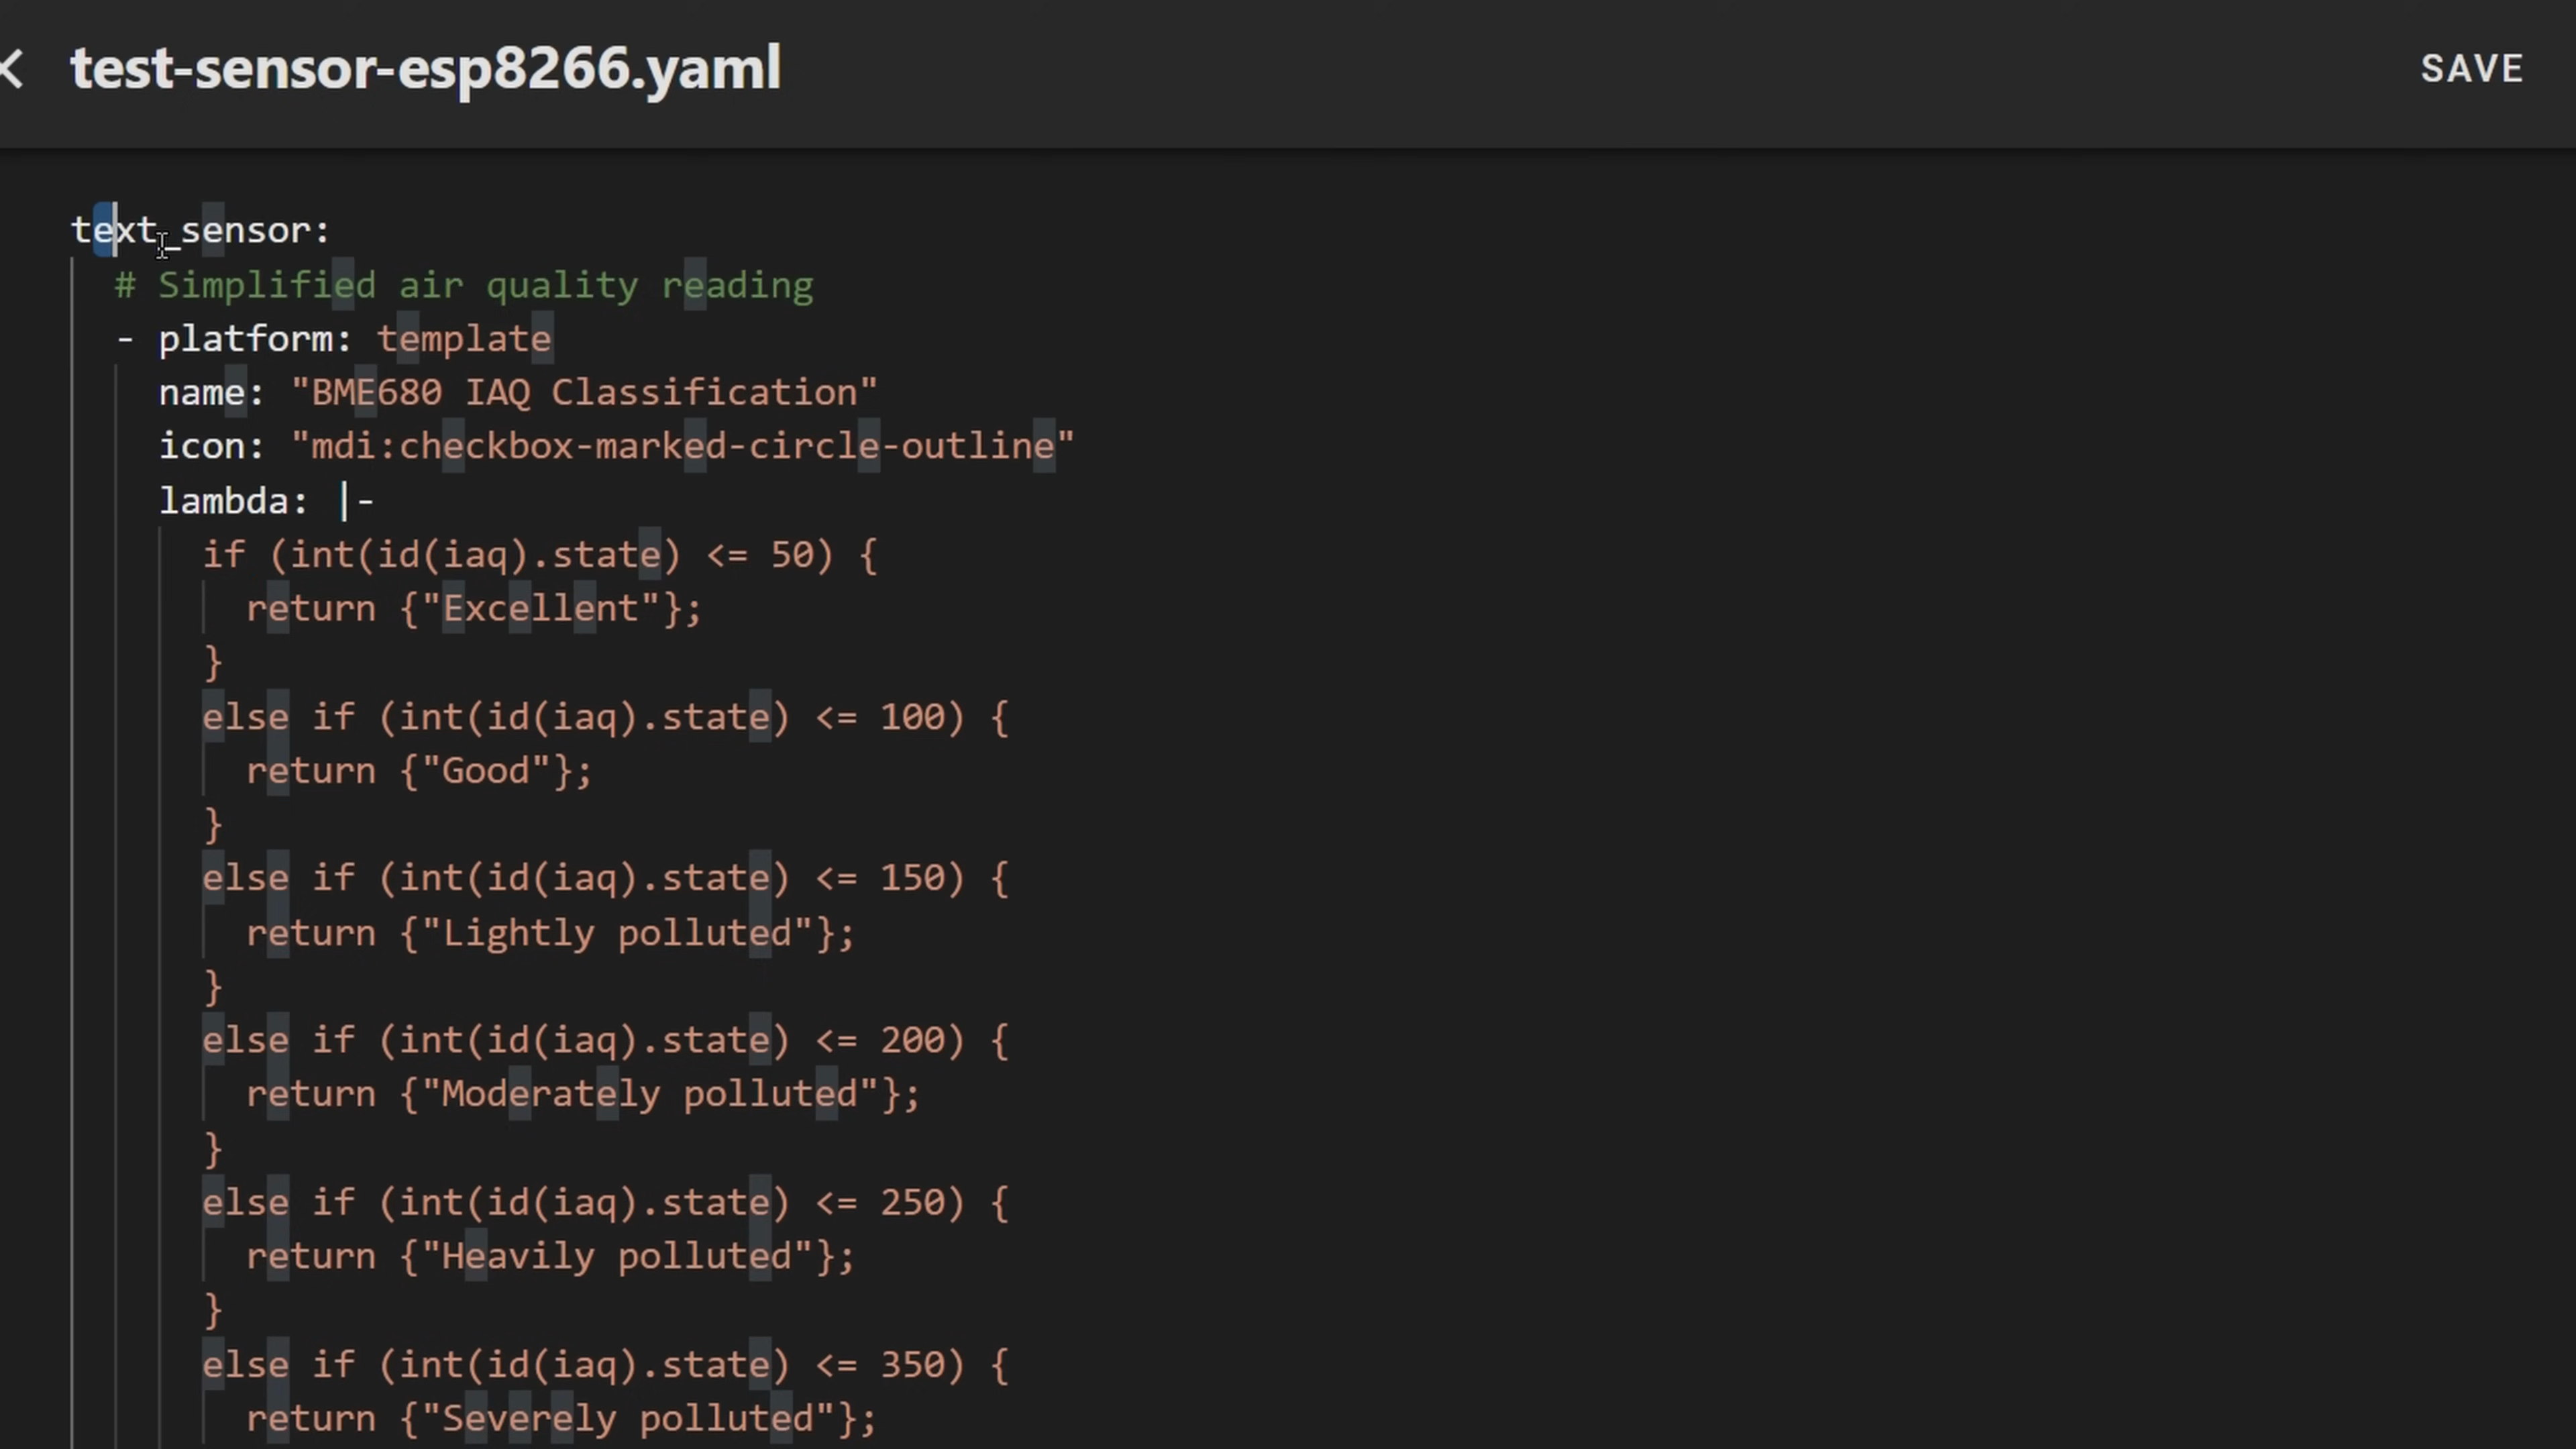 test-sensor-esp8266.yaml
SAVE
text_sensor:
# Simplified air quality reading
- platform: template
name: "BME680 IAQ Classification"
icon: "mdi:checkbox-marked-circle-outline"
lambda: |-
if (int(id(iaq).state) <= 50) {
return {"Excellent"};
}
else if (int(id(iaq).state) <= 100) {
return {"Good"};
}
else if (int(id(iaq).state) <= 150) {
return {"Lightly polluted"};
}
else if (int(id(iaq).state) <= 200) {
return {"Moderately polluted"};
}
else if (int(id(iaq).state) <= 250) {
return {"Heavily polluted"};
}
else if (int(id(iaq).state) <= 350) {
return {"Severely polluted"};